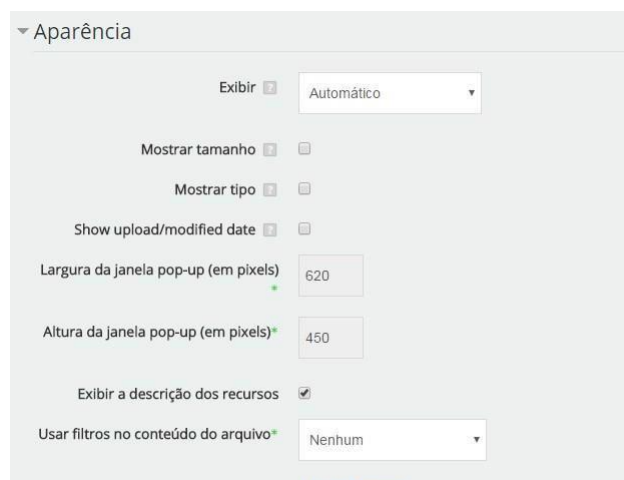 Aparência
Exibir ? Automático
Mostrar tamanho ?
Mostrar tipo ?
Show upload/modified date ?
Largura da janela pop-up (em pixels)
* 620
Altura da janela pop-up (em pixels)* 450
Exibir a descrição dos recursos
Usar filtros no conteúdo do arquivo* Nenhum